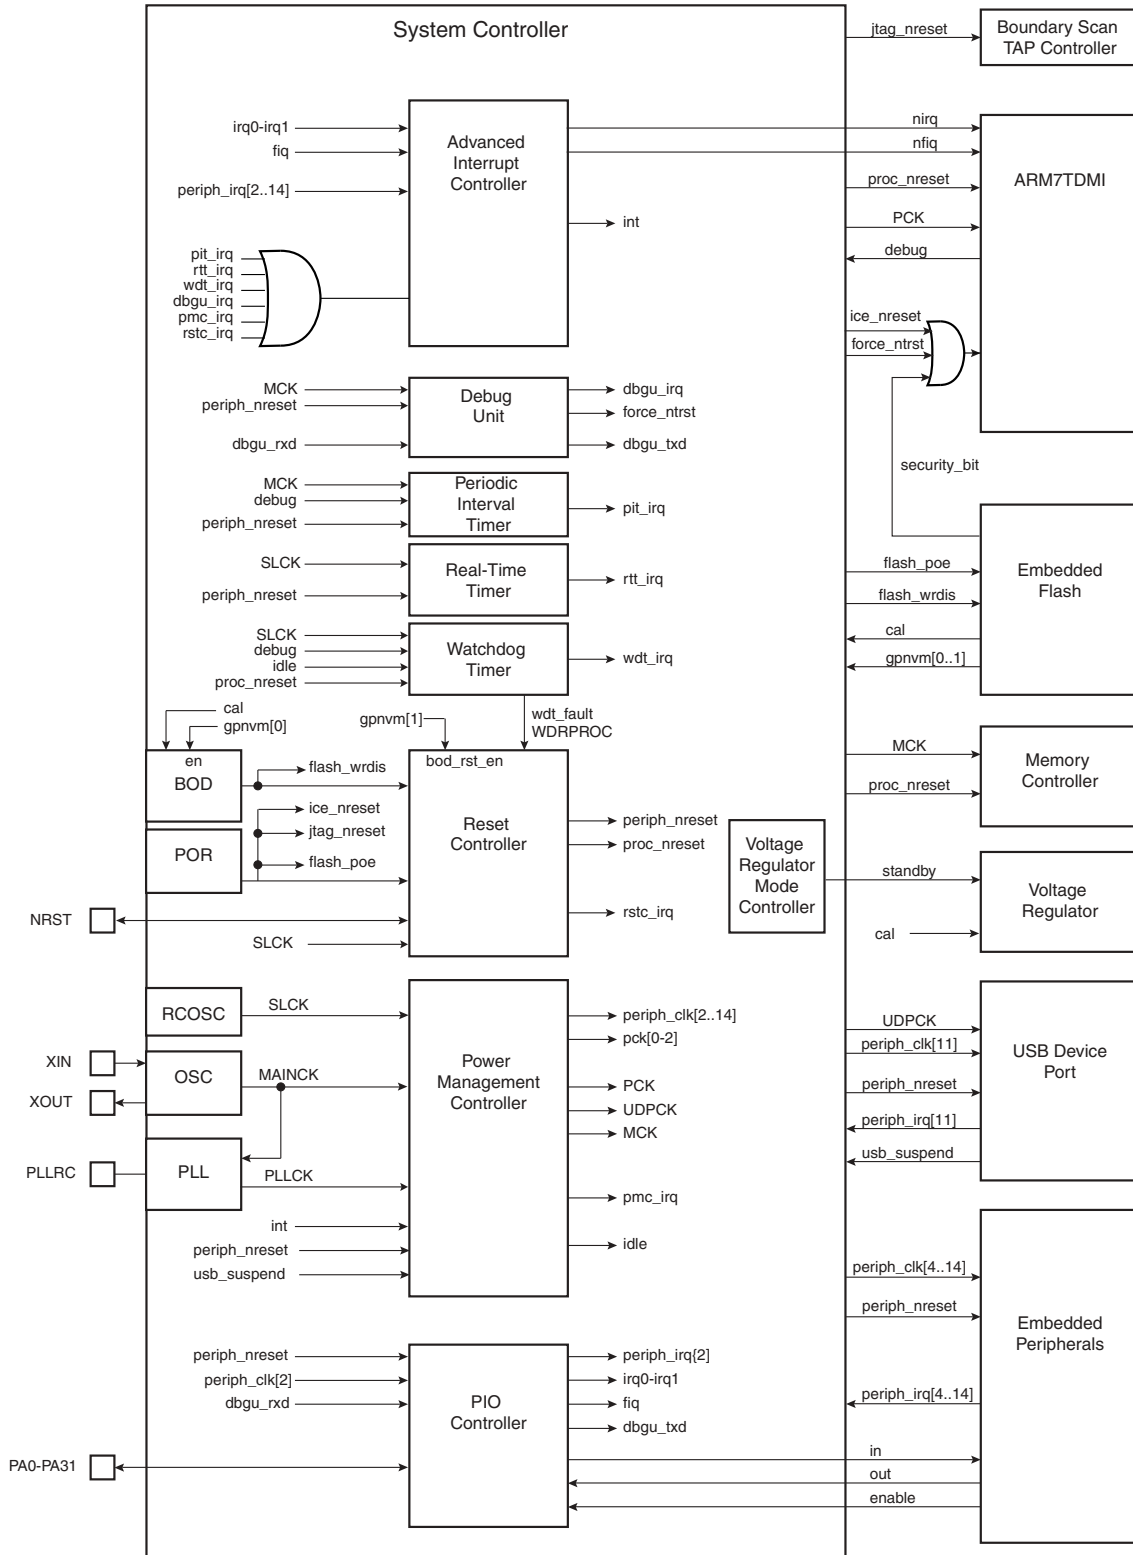 System Controller
jtag_nreset
Boundary Scan
TAP Controller
irq0-irq1
fiq
periph_irq[2..14]
Advanced
Interrupt
Controller
int
nirq
nfiq
proc_nreset
PCK
debug
ARM7TDMI
pit_irq
rtt_irq
wdt_irq
dbgu_irq
pmc_irq
rstc_irq
ice_nreset
force_ntrst
security_bit
MCK
periph_nreset
dbgu_rxd
Debug
Unit
dbgu_irq
force_ntrst
dbgu_txd
MCK
debug
periph_nreset
Periodic
Interval
Timer
pit_irq
SLCK
periph_nreset
Real-Time
Timer
rtt_irq
flash_poe
flash_wrdis
cal
gpnvm[0..1]
Embedded
Flash
SLCK
debug
idle
proc_nreset
Watchdog
Timer
wdt_irq
cal
gpnvm[0]
gpnvm[1]
wdt_fault
WDRPROC
en
BOD
flash_wrdis
bod_rst_en
ice_nreset
jtag_nreset
flash_poe
POR
Reset
Controller
periph_nreset
proc_nreset
rstc_irq
NRST
SLCK
MCK
proc_nreset
Memory
Controller
Voltage
Regulator
Mode
Controller
standby
cal
Voltage
Regulator
RCOSC
SLCK
XIN
XOUT
OSC
MAINCK
PLLRC
PLL
PLLCK
int
periph_nreset
usb_suspend
Power
Management
Controller
periph_clk[2..14]
pck[0-2]
PCK
UDPCK
MCK
pmc_irq
idle
UDPCK
periph_clk[11]
periph_nreset
periph_irq[11]
usb_suspend
USB Device
Port
periph_clk[4..14]
periph_nreset
periph_irq[4..14]
Embedded
Peripherals
periph_nreset
periph_clk[2]
dbgu_rxd
PA0-PA31
PIO
Controller
periph_irq{2]
irq0-irq1
fiq
dbgu_txd
in
out
enable